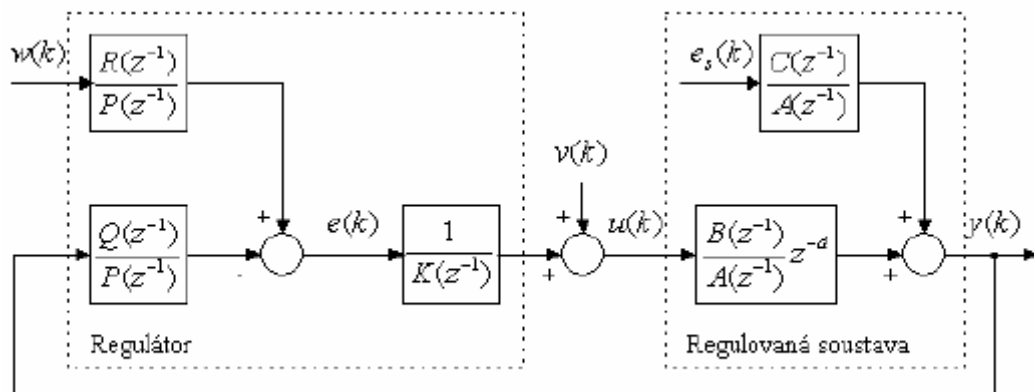 w(k)
R(z⁻¹)
P(z⁻¹)
e_s(k)
C(z⁻¹)
A(z⁻¹)
v(k)
+
+
+
Q(z⁻¹)
P(z⁻¹)
-
e(k)
1
K(z⁻¹)
+
u(k)
B(z⁻¹)
A(z⁻¹)
z⁻ᵈ
+
y(k)
Regulátor
Regulovaná soustava